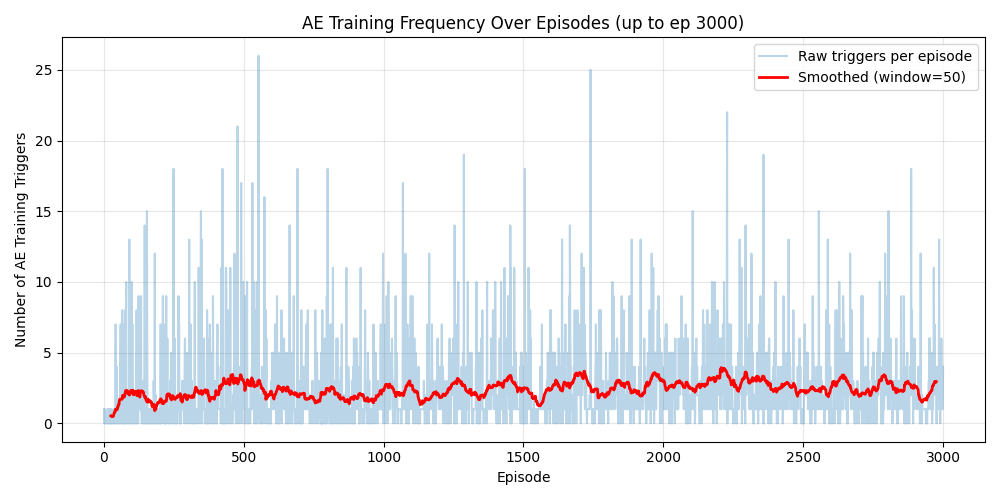 AE Training Frequency Over Episodes (up to ep 3000)
Raw triggers per episode
Smoothed (window=50)
Number of AE Training Triggers
25
20
15
10
5
0
0 500 1000 1500 2000 2500 3000
Episode